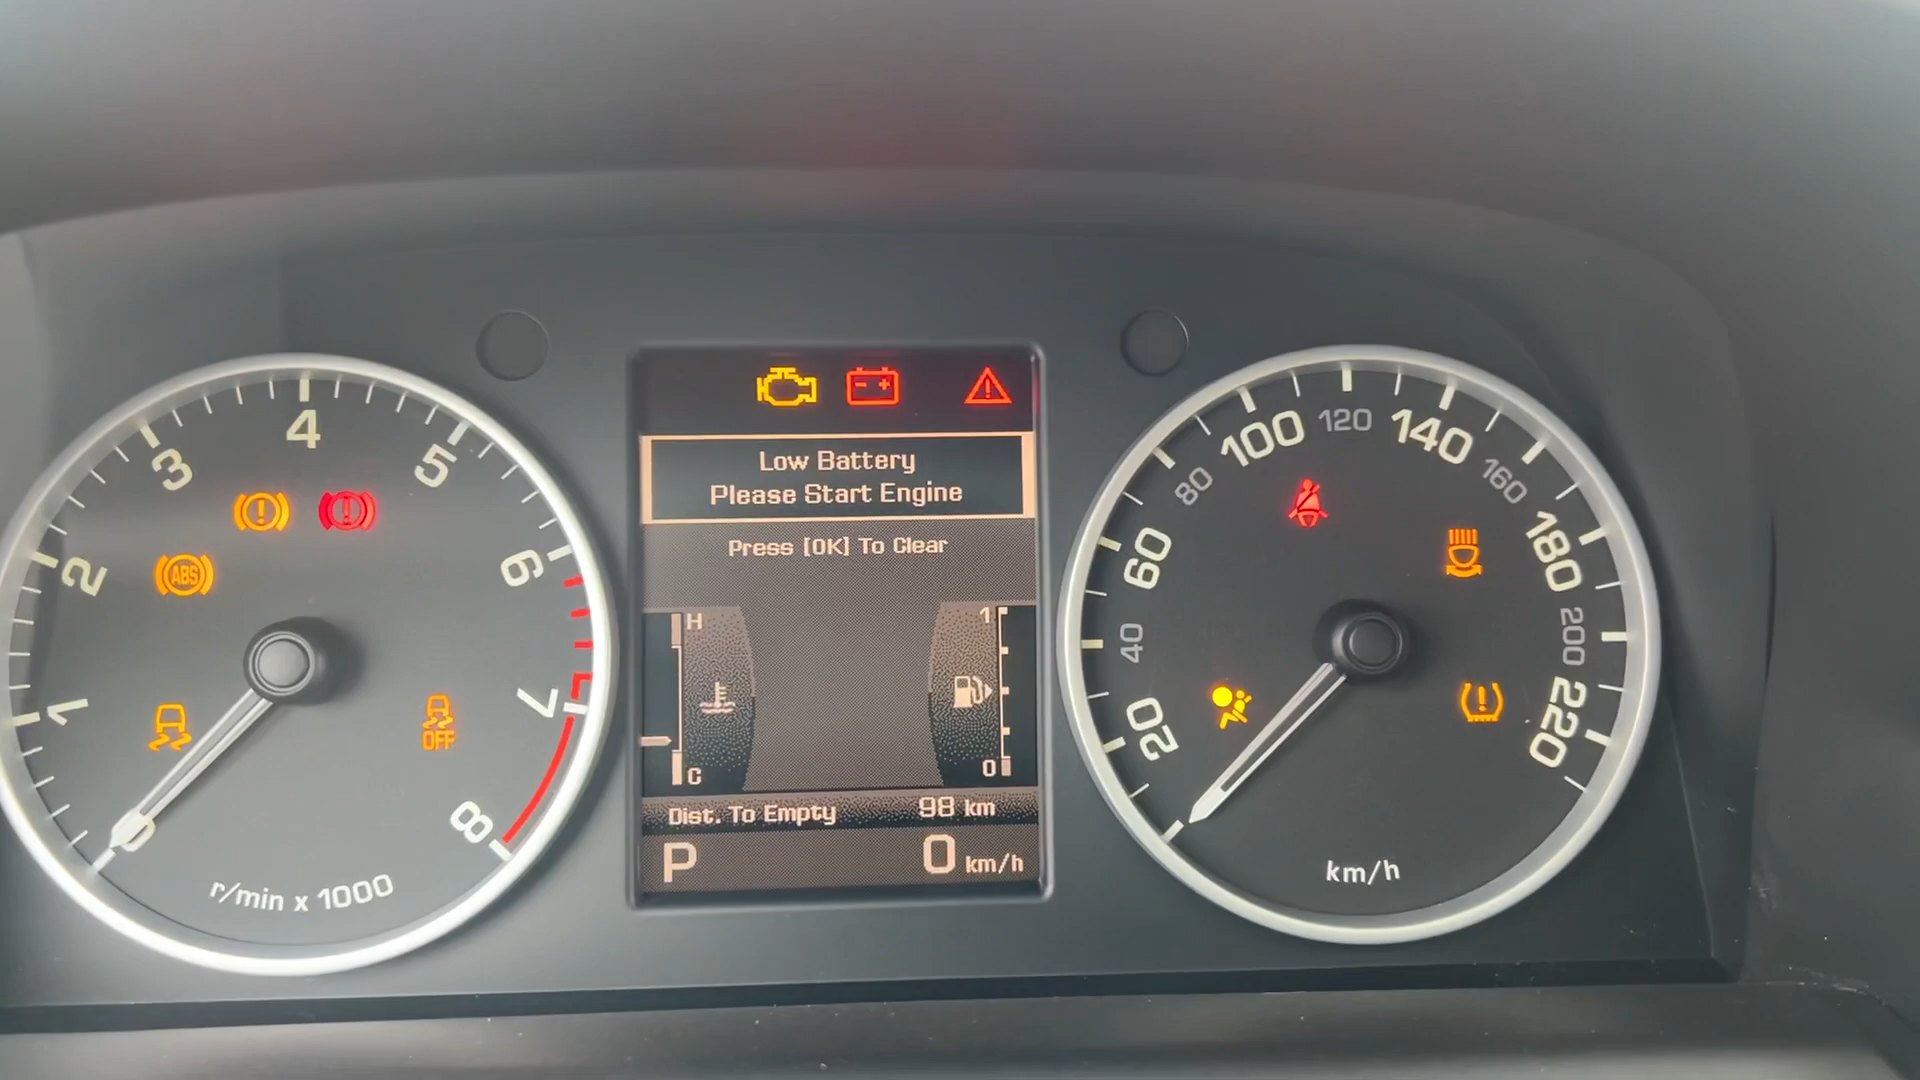 0
1
2
3
4
5
6
7
8
ABS
OFF
r/min x 1000
Low Battery
Please Start Engine
Press [OK] To Clear
H
C
1
0
Dist. To Empty 98 km
P 0 km/h
20
40
60
80
100
120
140
160
180
200
220
km/h